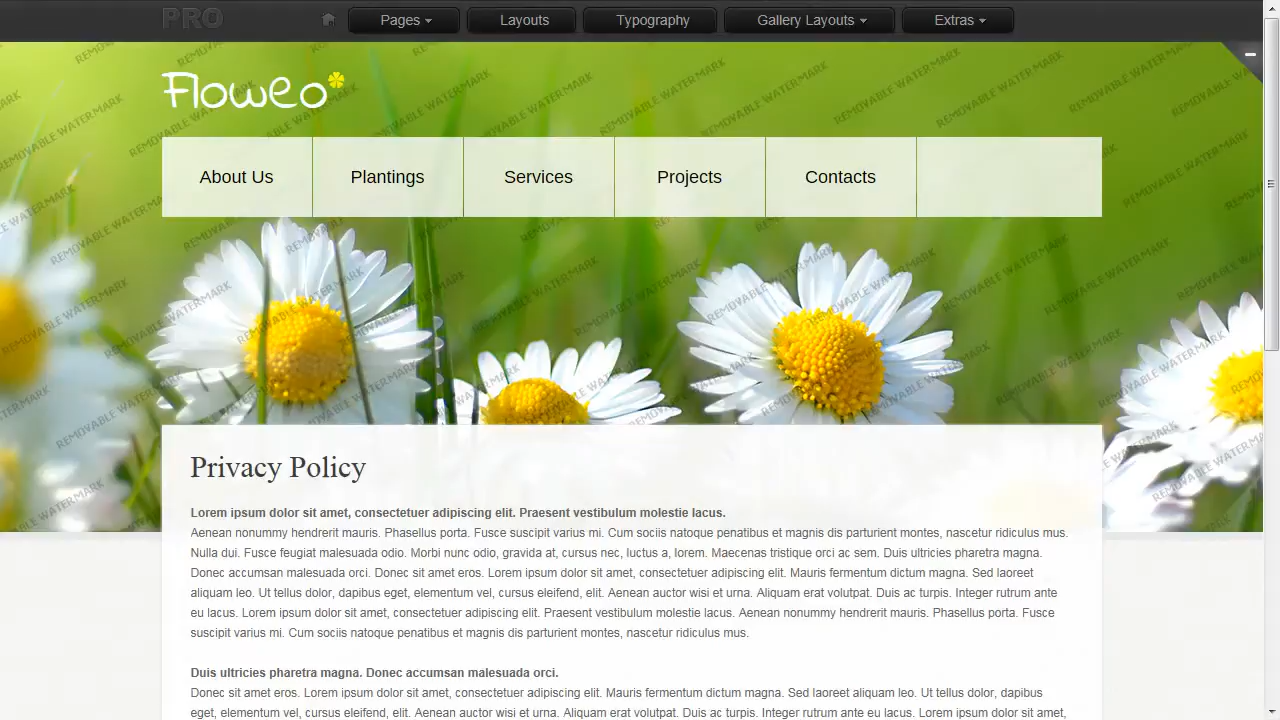 PRO
Pages
Layouts
Typography
Gallery Layouts
Extras
Floweo
About Us
Plantings
Services
Projects
Contacts
REMOVABLE WATERMARK
Privacy Policy
Lorem ipsum dolor sit amet, consectetuer adipiscing elit. Praesent vestibulum molestie lacus.
Aenean nonummy hendrerit mauris. Phasellus porta. Fusce suscipit varius mi. Cum sociis natoque penatibus et magnis dis parturient montes, nascetur ridiculus mus.
Nulla dui. Fusce feugiat malesuada odio. Morbi nunc odio, gravida at, cursus nec, luctus a, lorem. Maecenas tristique orci ac sem. Duis ultricies pharetra magna.
Donec accumsan malesuada orci. Donec sit amet eros. Lorem ipsum dolor sit amet, consectetuer adipiscing elit. Mauris fermentum dictum magna. Sed laoreet
aliquam leo. Ut tellus dolor, dapibus eget, elementum vel, cursus eleifend, elit. Aenean auctor wisi et urna. Aliquam erat volutpat. Duis ac turpis. Integer rutrum ante
eu lacus. Lorem ipsum dolor sit amet, consectetuer adipiscing elit. Praesent vestibulum molestie lacus. Aenean nonummy hendrerit mauris. Phasellus porta. Fusce
suscipit varius mi. Cum sociis natoque penatibus et magnis dis parturient montes, nascetur ridiculus mus.
Duis ultricies pharetra magna. Donec accumsan malesuada orci.
Donec sit amet eros. Lorem ipsum dolor sit amet, consectetuer adipiscing elit. Mauris fermentum dictum magna. Sed laoreet aliquam leo. Ut tellus dolor, dapibus
eget, elementum vel, cursus eleifend, elit. Aenean auctor wisi et urna. Aliquam erat volutpat. Duis ac turpis. Integer rutrum ante eu lacus. Lorem ipsum dolor sit amet,